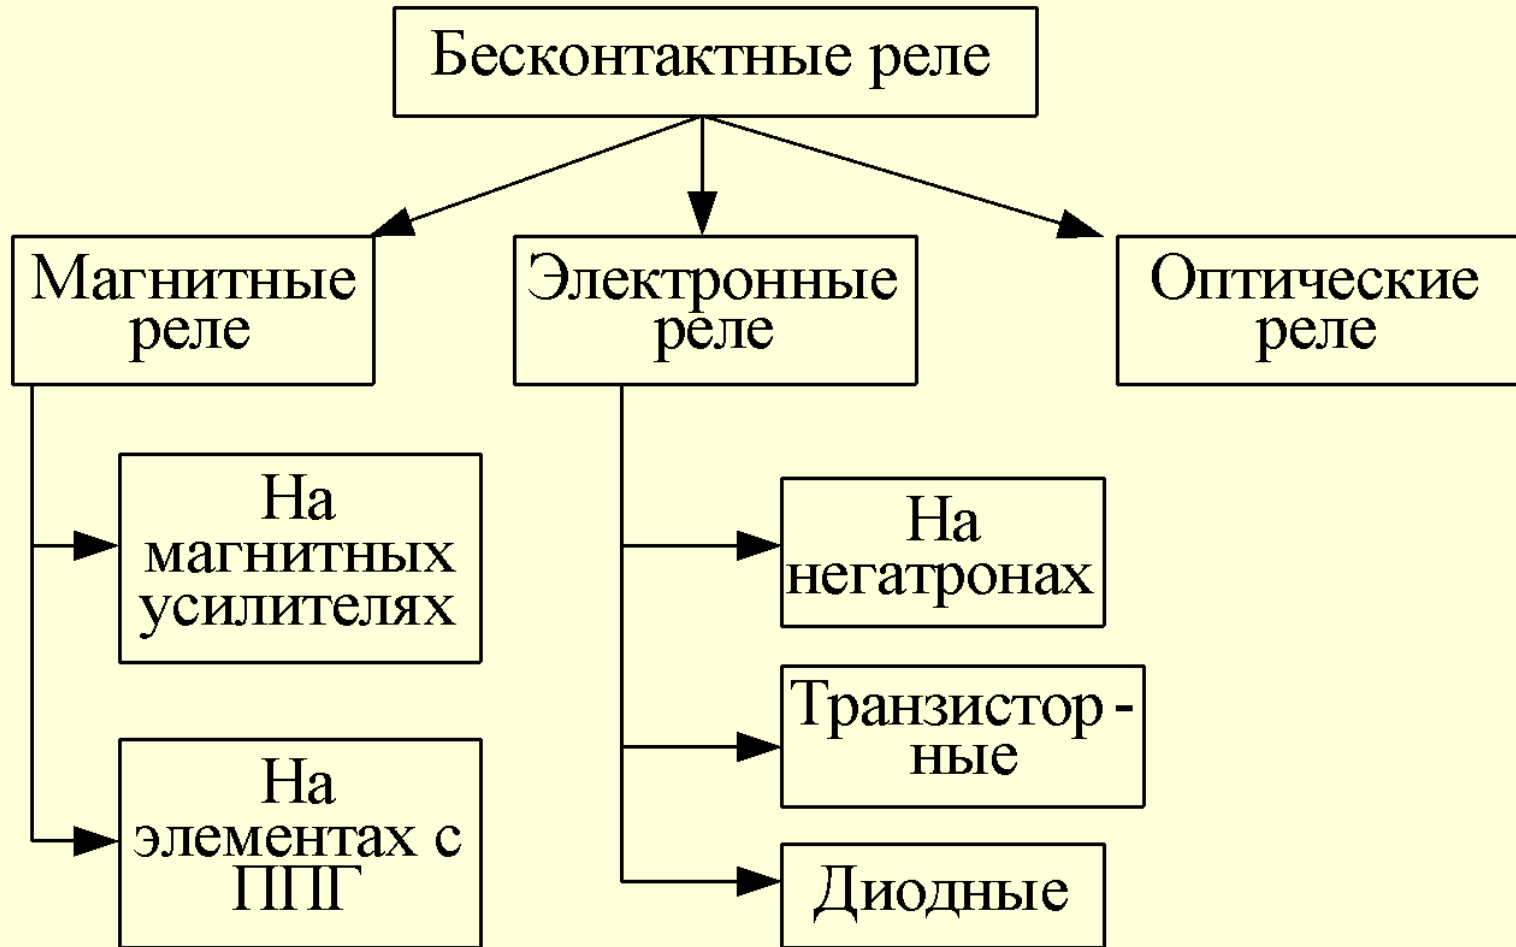 Бесконтактные реле
Магнитные
реле
Электронные
реле
Оптические
реле
На
магнитных
усилителях
На
элементах с
ППГ
На
негатронах
Транзистор -
ные
Диодные